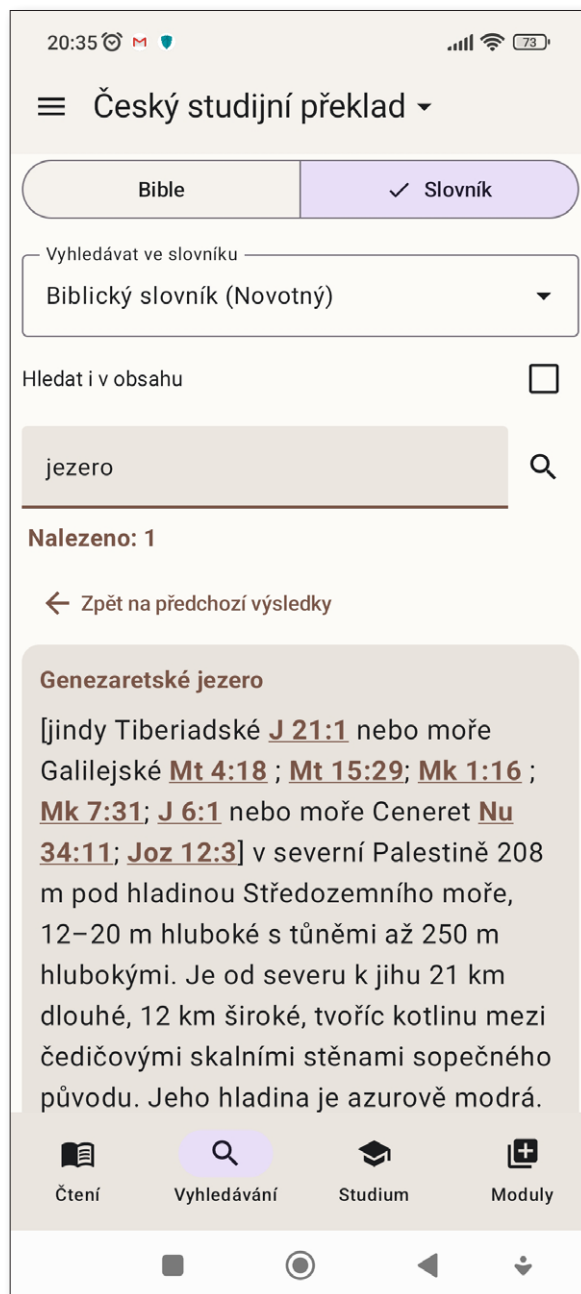 20:35
73
Český studijní překlad
Bible
Slovník
Vyhledávat ve slovníku
Biblický slovník (Novotný)
Hledat i v obsahu
jezero
Nalezeno: 1
Zpět na předchozí výsledky
Genezaretské jezero
[jindy Tiberiadské J 21:1 nebo moře
Galilejské Mt 4:18 ; Mt 15:29; Mk 1:16 ;
Mk 7:31; J 6:1 nebo moře Ceneret Nu
34:11; Joz 12:3] v severní Palestině 208
m pod hladinou Středozemního moře,
12–20 m hluboké s tůněmi až 250 m
hlubokými. Je od severu k jihu 21 km
dlouhé, 12 km široké, tvoříc kotlinu mezi
čedičovými skalními stěnami sopečného
původu. Jeho hladina je azurově modrá.
Čtení
Vyhledávání
Studium
Moduly